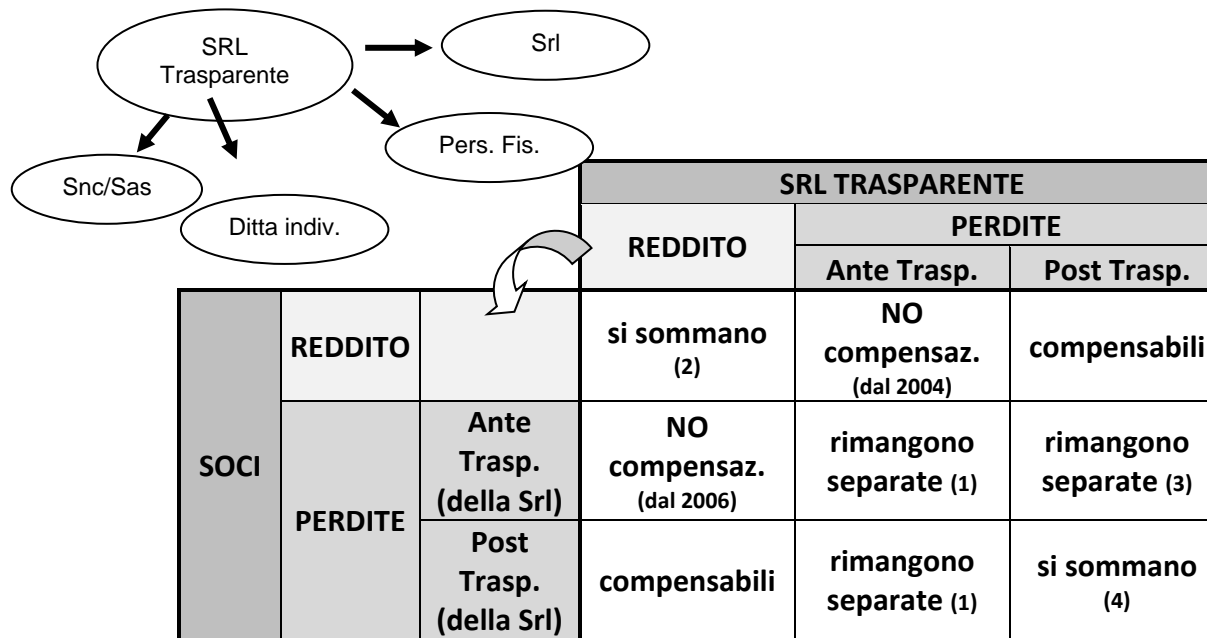 SRL
Trasparente
Srl
Pers. Fis.
Snc/Sas
Ditta indiv.
SRL TRASPARENTE
REDDITO
PERDITE
Ante Trasp.
Post Trasp.
SOCI
REDDITO
si sommano
(2)
NO
compensaz.
(dal 2004)
compensabili
PERDITE
Ante
Trasp.
(della Srl)
NO
compensaz.
(dal 2006)
rimangono
separate (1)
rimangono
separate (3)
Post
Trasp.
(della Srl)
compensabili
rimangono
separate (1)
si sommano
(4)